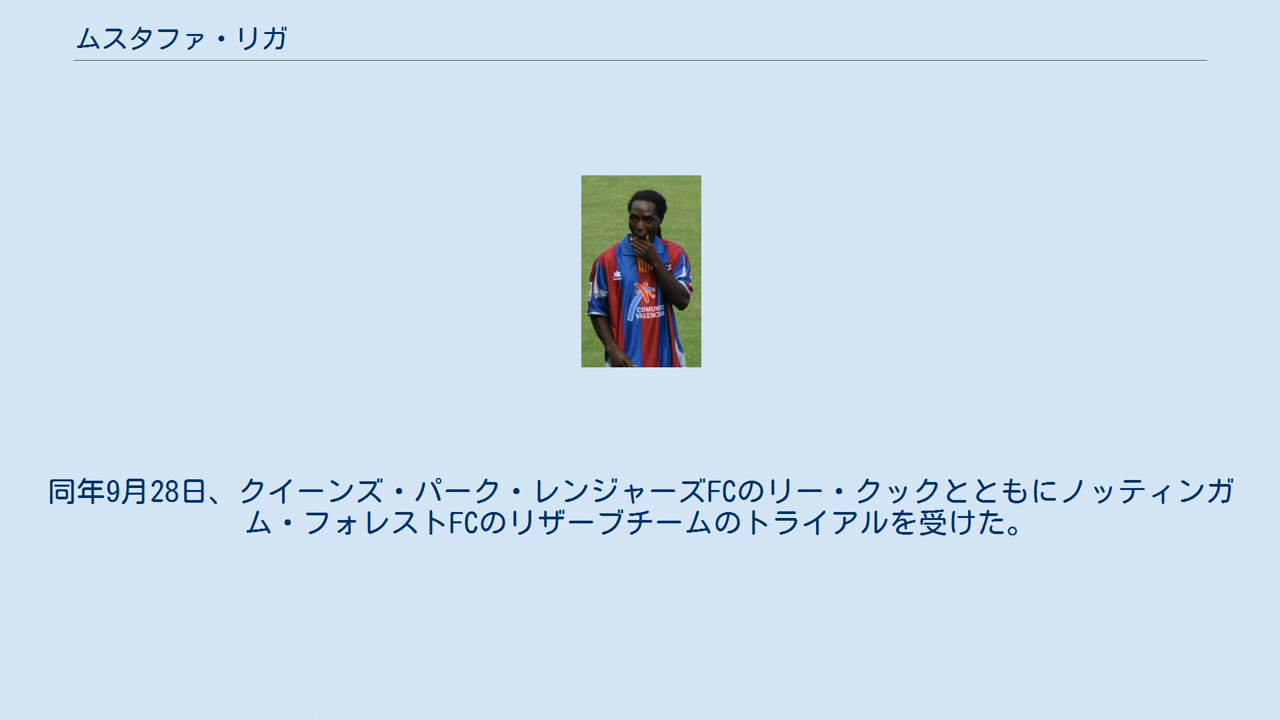 ムスタファ・リガ
COMUNI
VALENCI
同年9月28日、クイーンズ・パーク・レンジャーズFCのリー・クックとともにノッティンガ
ム・フォレストFCのリザーブチームのトライアルを受けた。